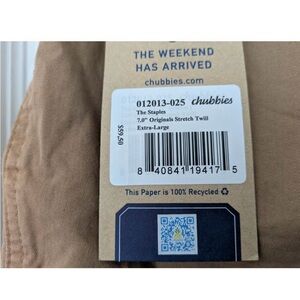 THE WEEKEND
HAS ARRIVED
chubbies.com
012013-025 chubbies
The Staples
7.0" Originals Stretch Twill
Extra-Large
$59.50
8 40841 19417 5
This Paper is 100% Recycled